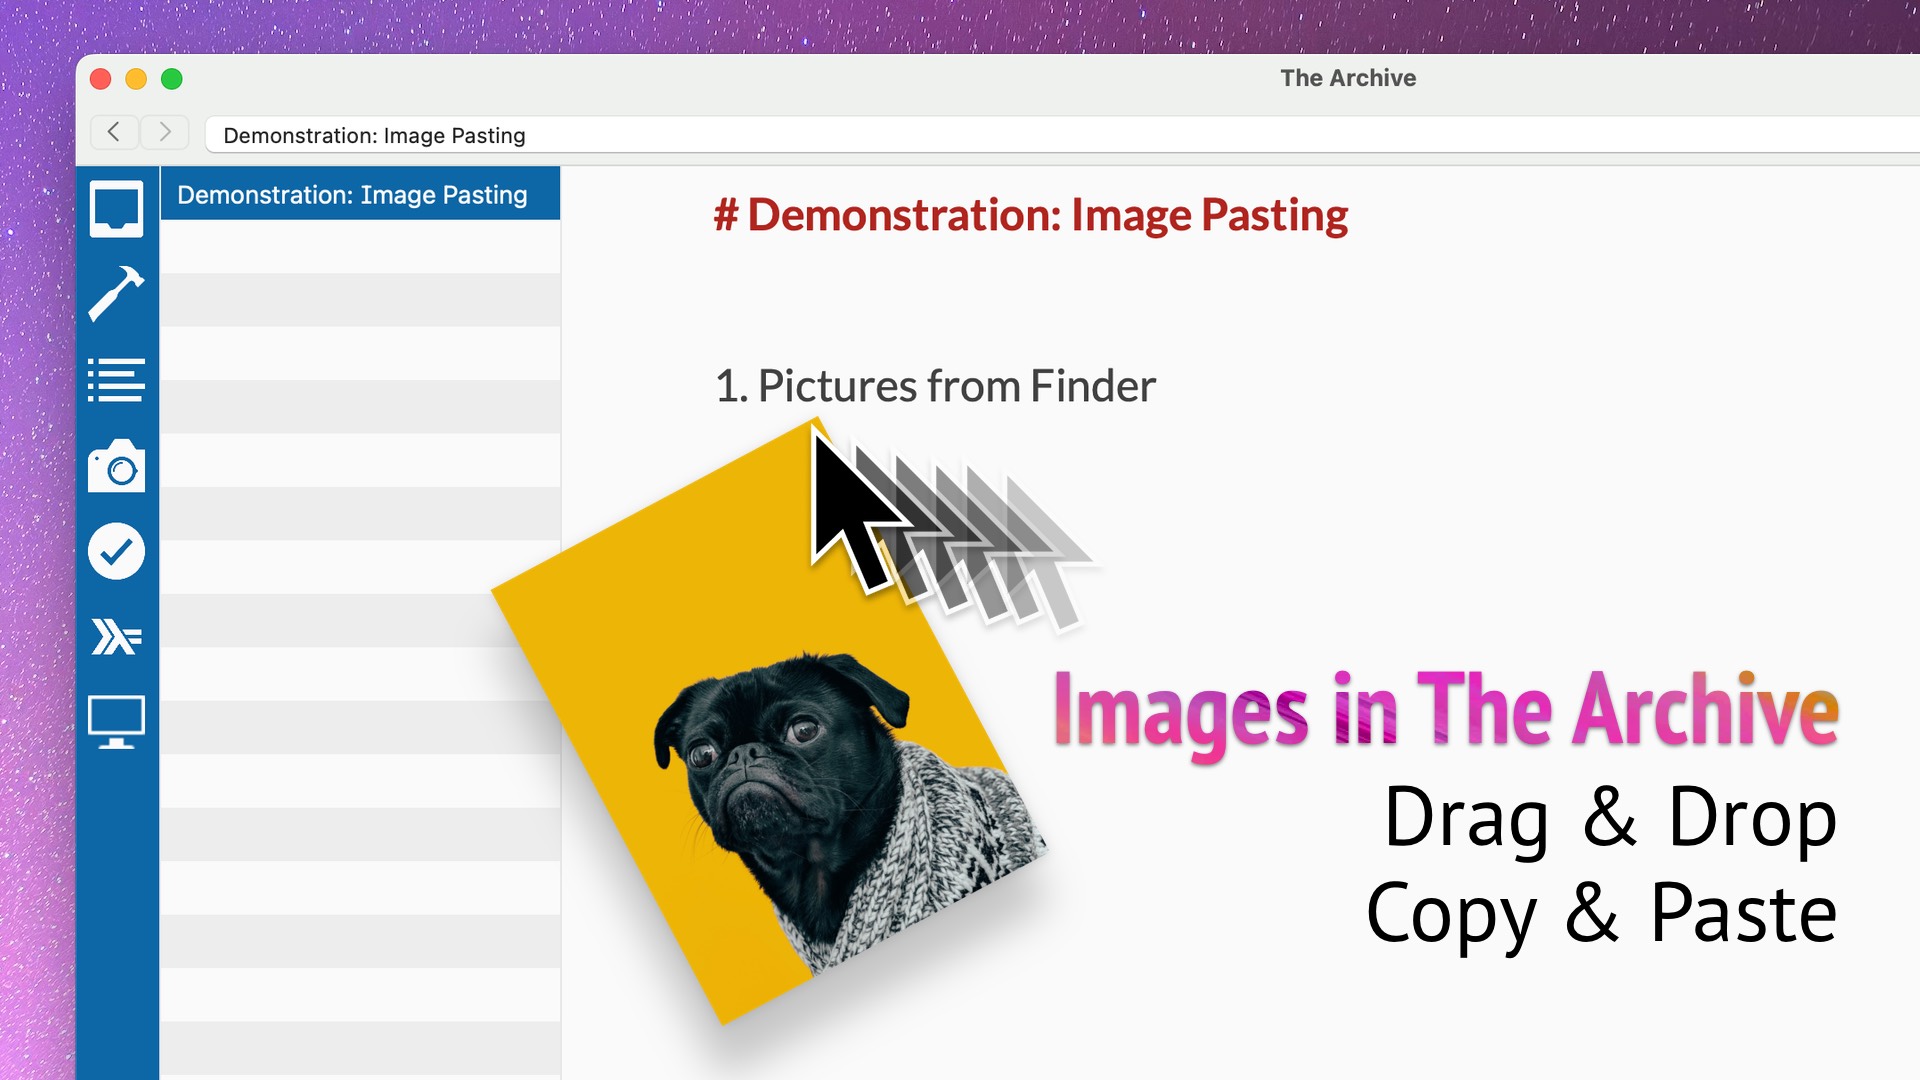 The Archive
Demonstration: Image Pasting
Demonstration: Image Pasting
# Demonstration: Image Pasting
1. Pictures from Finder
Images in The Archive
Drag & Drop
Copy & Paste